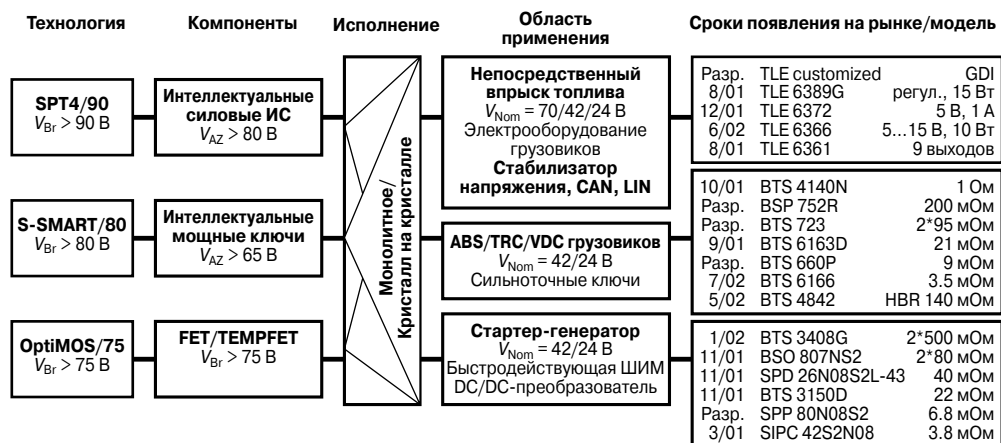 Технология
Компоненты
Исполнение
Область
применения
Сроки появления на рынке/модель
SPT4/90
V_Br > 90 В
Интеллектуальные
силовые ИС
V_AZ > 80 В
S-SMART/80
V_Br > 80 В
Интеллектуальные
мощные ключи
V_AZ > 65 В
OptiMOS/75
V_Br > 75 В
FET/TEMPFET
V_Br > 75 В
Монолитное/
Кристалл на кристалле
Непосредственный
впрыск топлива
V_Nom = 70/42/24 В
Электрооборудование
грузовиков
Стабилизатор
напряжения, CAN, LIN
ABS/TRC/VDC грузовиков
V_Nom = 42/24 В
Сильноточные ключи
Стартер-генератор
V_Nom = 42/24 В
Быстродействующая ШИМ
DC/DC-преобразователь
Разр. TLE customized GDI
8/01 TLE 6389G регул., 15 Вт
12/01 TLE 6372 5 В, 1 А
6/02 TLE 6366 5...15 В, 10 Вт
8/01 TLE 6361 9 выходов
10/01 BTS 4140N 1 Ом
Разр. BSP 752R 200 мОм
Разр. BTS 723 2*95 мОм
9/01 BTS 6163D 21 мОм
Разр. BTS 660P 9 мОм
7/02 BTS 6166 3.5 мОм
5/02 BTS 4842 HBR 140 мОм
1/02 BTS 3408G 2*500 мОм
11/01 BSO 807NS2 2*80 мОм
11/01 SPD 26N08S2L-43 40 мОм
11/01 BTS 3150D 22 мОм
Разр. SPP 80N08S2 6.8 мОм
3/01 SIPC 42S2N08 3.8 мОм